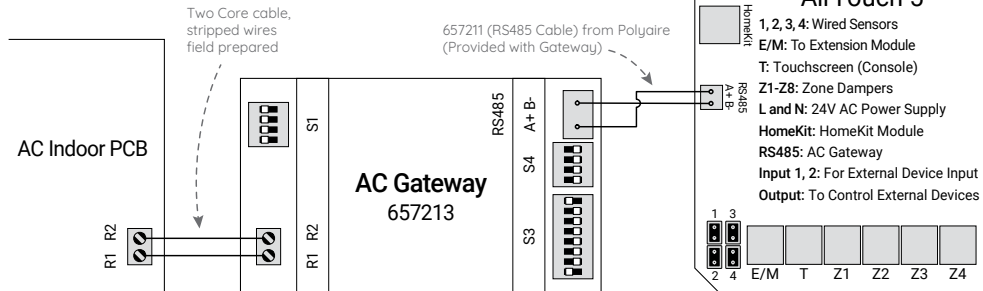 Two Core cable,
stripped wires
field prepared
657211 (RS485 Cable) from Polyaire
(Provided with Gateway)
AC Indoor PCB
R2
R1
S1
R2
R1
AC Gateway
657213
RS485
A+ B-
S4
S3
HomeKit
RS485
A+ B-
AirTouch 5
1, 2, 3, 4: Wired Sensors
E/M: To Extension Module
T: Touchscreen (Console)
Z1-Z8: Zone Dampers
L and N: 24V AC Power Supply
HomeKit: HomeKit Module
RS485: AC Gateway
Input 1, 2: For External Device Input
Output: To Control External Devices
1 3
2 4
E/M T Z1 Z2 Z3 Z4